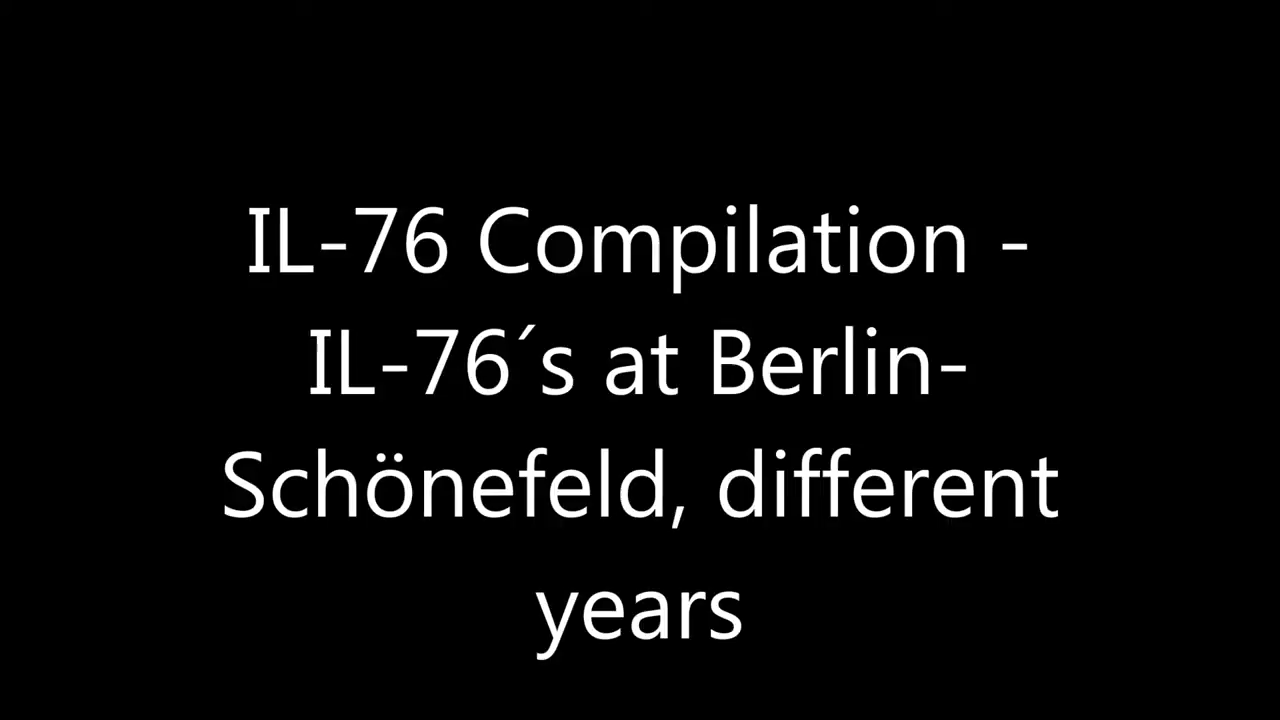 IL-76 Compilation -
IL-76´s at Berlin-
Schönefeld, different
years